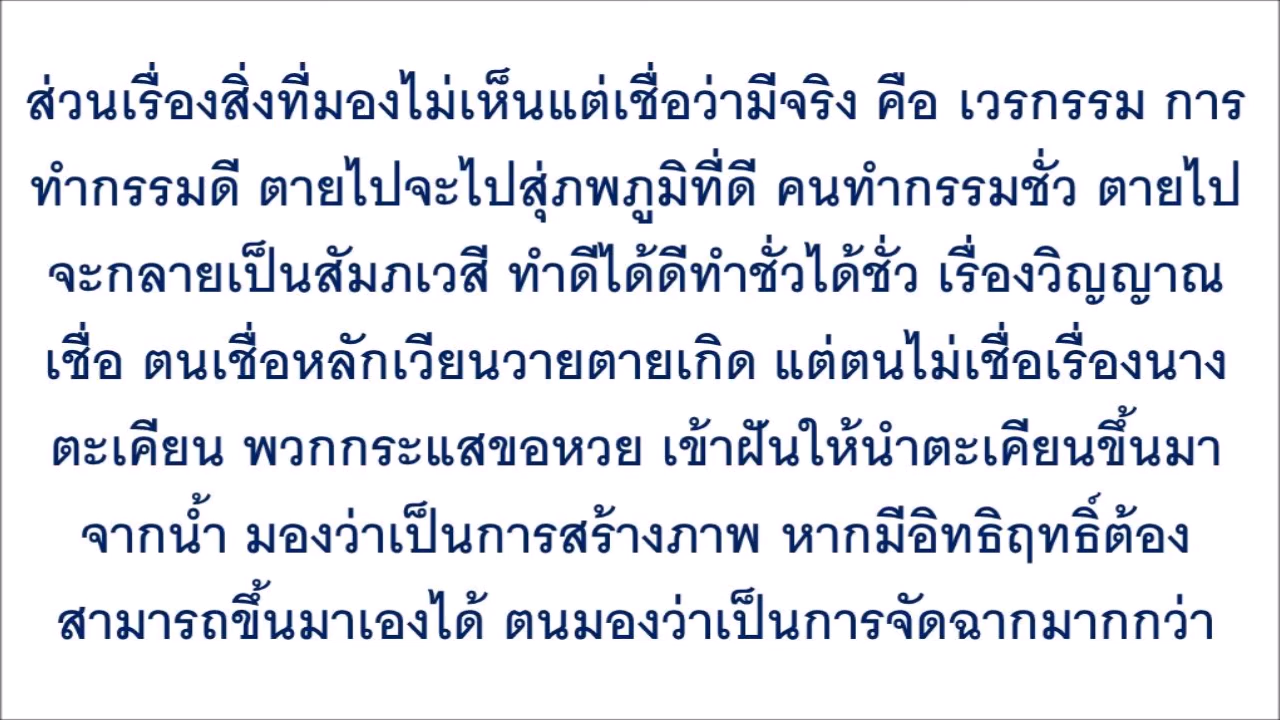 ส่วนเรื่องสิ่งที่มองไม่เห็นแต่เชื่อว่ามีจริง คือ เวรกรรม การ
ทำกรรมดี ตายไปจะไปสุ่ภพภูมิที่ดี คนทำกรรมชั่ว ตายไป
จะกลายเป็นสัมภเวสี ทำดีได้ดีทำชั่วได้ชั่ว เรื่องวิญญาณ
เชื่อ ตนเชื่อหลักเวียนวายตายเกิด แต่ตนไม่เชื่อเรื่องนาง
ตะเคียน พวกกระแสขอหวย เข้าฝันให้นำตะเคียนขึ้นมา
จากน้ำ มองว่าเป็นการสร้างภาพ หากมีอิทธิฤทธิ์ต้อง
สามารถขึ้นมาเองได้ ตนมองว่าเป็นการจัดฉากมากกว่า